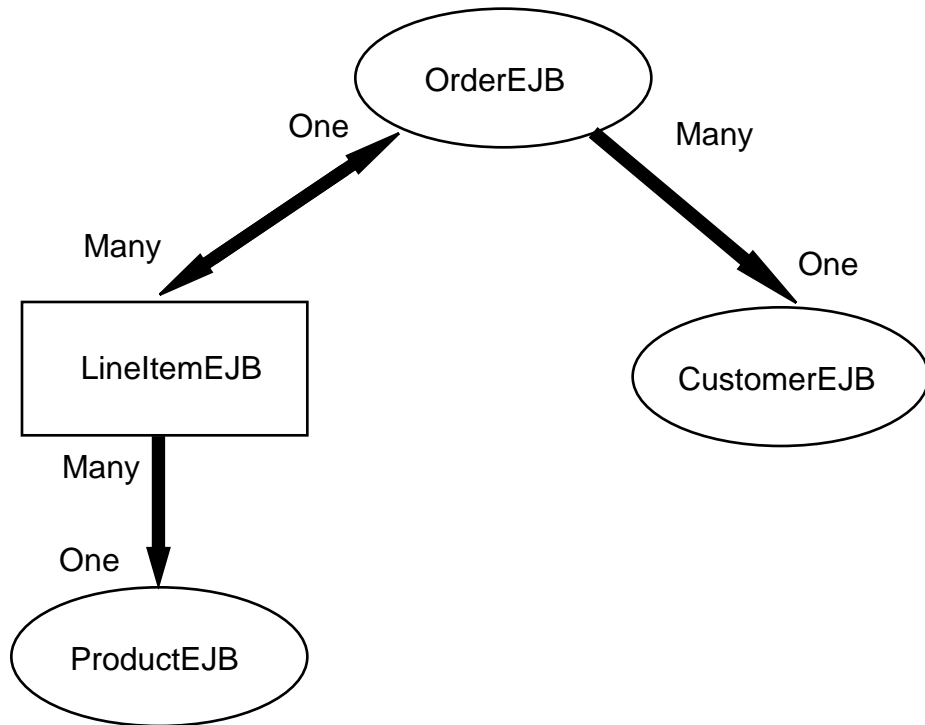 OrderEJB
One
Many
Many
One
LineItemEJB
CustomerEJB
Many
One
ProductEJB